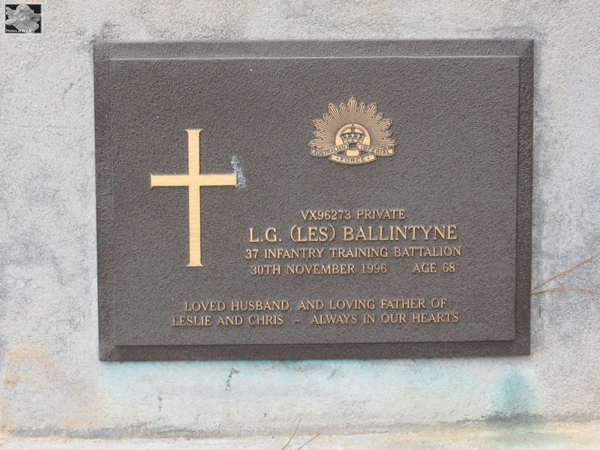 AUSTRALIAN IMPERIAL
FORCE
VX96273 PRIVATE
L.G. (LES) BALLINTYNE
37 INFANTRY TRAINING BATTALION
30TH NOVEMBER 1996 AGE 68
LOVED HUSBAND, AND LOVING FATHER OF
LESLIE AND CHRIS – ALWAYS IN OUR HEARTS